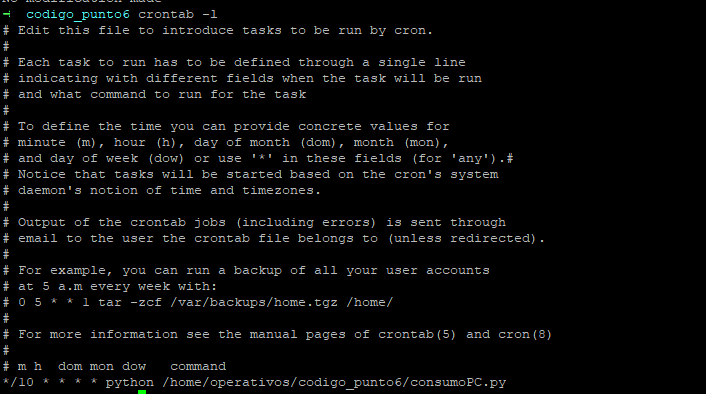 No modification made
codigo_punto6 crontab -l
# Edit this file to introduce tasks to be run by cron.
#
# Each task to run has to be defined through a single line
# indicating with different fields when the task will be run
# and what command to run for the task
#
# To define the time you can provide concrete values for
# minute (m), hour (h), day of month (dom), month (mon),
# and day of week (dow) or use '*' in these fields (for 'any').#
# Notice that tasks will be started based on the cron's system
# daemon's notion of time and timezones.
#
# Output of the crontab jobs (including errors) is sent through
# email to the user the crontab file belongs to (unless redirected).
#
# For example, you can run a backup of all your user accounts
# at 5 a.m every week with:
# 0 5 * * 1 tar -zcf /var/backups/home.tgz /home/
#
# For more information see the manual pages of crontab(5) and cron(8)
#
# m h  dom mon dow   command
*/10 * * * * python /home/operativos/codigo_punto6/consumoPC.py